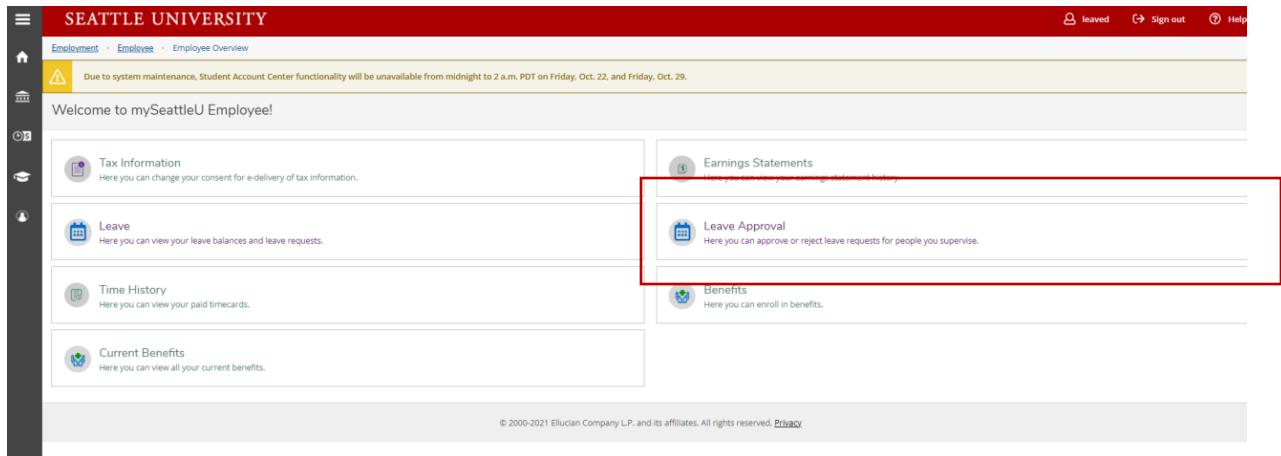 SEATTLE UNIVERSITY
leaved
Sign out
Help
Employment · Employee · Employee Overview
Due to system maintenance, Student Account Center functionality will be unavailable from midnight to 2 a.m. PDT on Friday, Oct. 22, and Friday, Oct. 29.
Welcome to mySeattleU Employee!
Tax Information
Here you can change your consent for e-delivery of tax information.
Earnings Statements
Here you can view your earnings statement history.
Leave
Here you can view your leave balances and leave requests.
Leave Approval
Here you can approve or reject leave requests for people you supervise.
Time History
Here you can view your paid timecards.
Benefits
Here you can enroll in benefits.
Current Benefits
Here you can view all your current benefits.
© 2000-2021 Ellucian Company L.P. and its affiliates. All rights reserved. Privacy